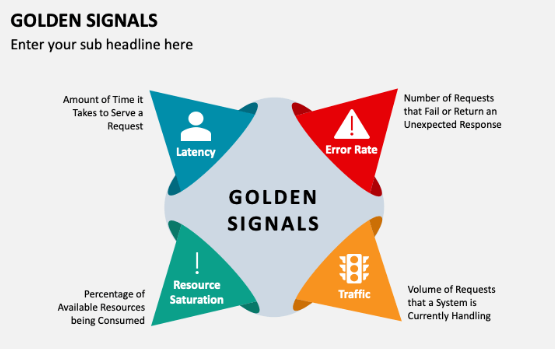 GOLDEN SIGNALS
Enter your sub headline here
Amount of Time it
Takes to Serve a
Request
Latency
Number of Requests
that Fail or Return an
Unexpected Response
Error Rate
GOLDEN
SIGNALS
Percentage of
Available Resources
being Consumed
Resource
Saturation
Traffic
Volume of Requests
that a System is
Currently Handling